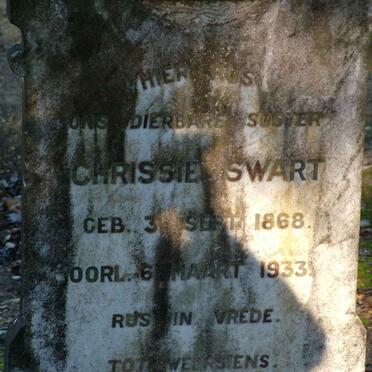 HIER RUS
ONS DIERBARE SUSTER
CHRISSIE SWART
GEB. 3 SEPT. 1868.
OORL. 6 MAART 1933.
RUS IN VREDE.
TOT WEERSIENS.